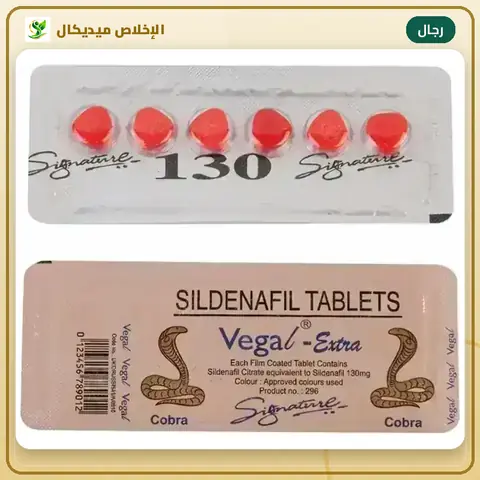 الإخلاص ميديكال
رجال
Signature
130
Signature
SILDENAFIL TABLETS
Vegal® -Extra
Each Film Coated Tablet Contains
Sildenafil Citrate equivalent to Sildenafil 130mg
Colour : Approved colours used
Product no.: 296
Signature
Cobra
Cobra
Vegal Vegal Vegal
0123456789012
Vegal Vegal Vegal